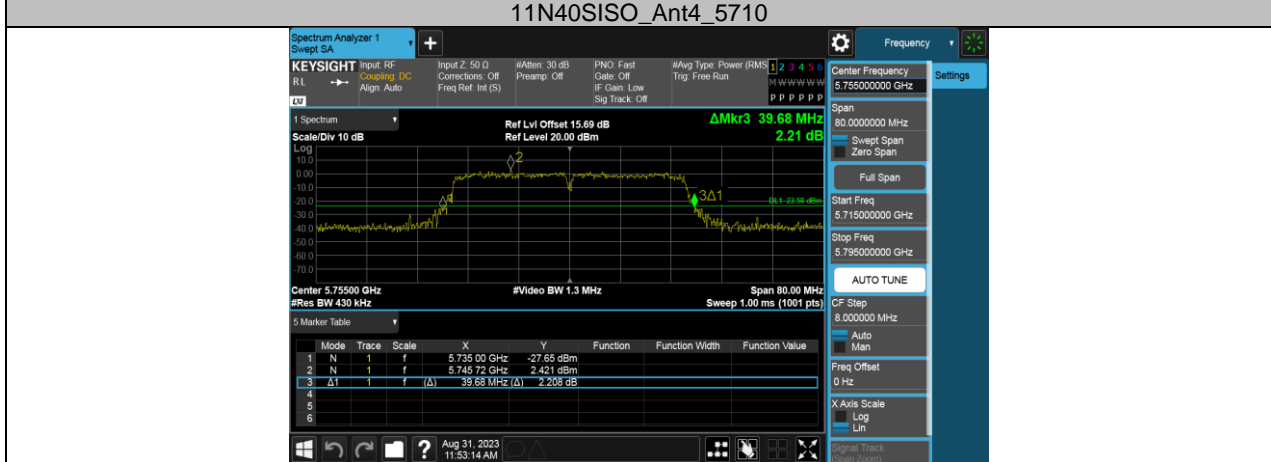 11N40SISO_Ant4_5710
Spectrum Analyzer 1
Swept SA
Frequency
KEYSIGHT
RL
LXI
Input: RF
Coupling: DC
Align: Auto
Input Z: 50 Ω
Corrections: Off
Freq Ref: Int (S)
#Atten: 30 dB
Preamp: Off
PNO: Fast
Gate: Off
IF Gain: Low
Sig Track: Off
#Avg Type: Power (RMS
Trig: Free Run
1 2 3 4 5 6
M W W W W W
P P P P P P
1 Spectrum
Scale/Div 10 dB
Ref Lvl Offset 15.69 dB
Ref Level 20.00 dBm
ΔMkr3 39.68 MHz
2.21 dB
Log
10.0
0.00
-10.0
-20.0
-30.0
-40.0
-50.0
-60.0
-70.0
2
3Δ1
DL1 -23.58 dBm
Center 5.75500 GHz
#Res BW 430 kHz
#Video BW 1.3 MHz
Span 80.00 MHz
Sweep 1.00 ms (1001 pts)
5 Marker Table
Mode Trace Scale X Y Function Function Width Function Value
1 N 1 f 5.735 00 GHz -27.65 dBm
2 N 1 f 5.745 72 GHz 2.421 dBm
3 Δ1 1 f (Δ) 39.68 MHz (Δ) 2.208 dB
4
5
6
Aug 31, 2023
11:53:14 AM
Center Frequency
5.755000000 GHz
Settings
Span
80.0000000 MHz
Swept Span
Zero Span
Full Span
Start Freq
5.715000000 GHz
Stop Freq
5.795000000 GHz
AUTO TUNE
CF Step
8.000000 MHz
Auto
Man
Freq Offset
0 Hz
X Axis Scale
Log
Lin
Signal Track
(Span Zoom)